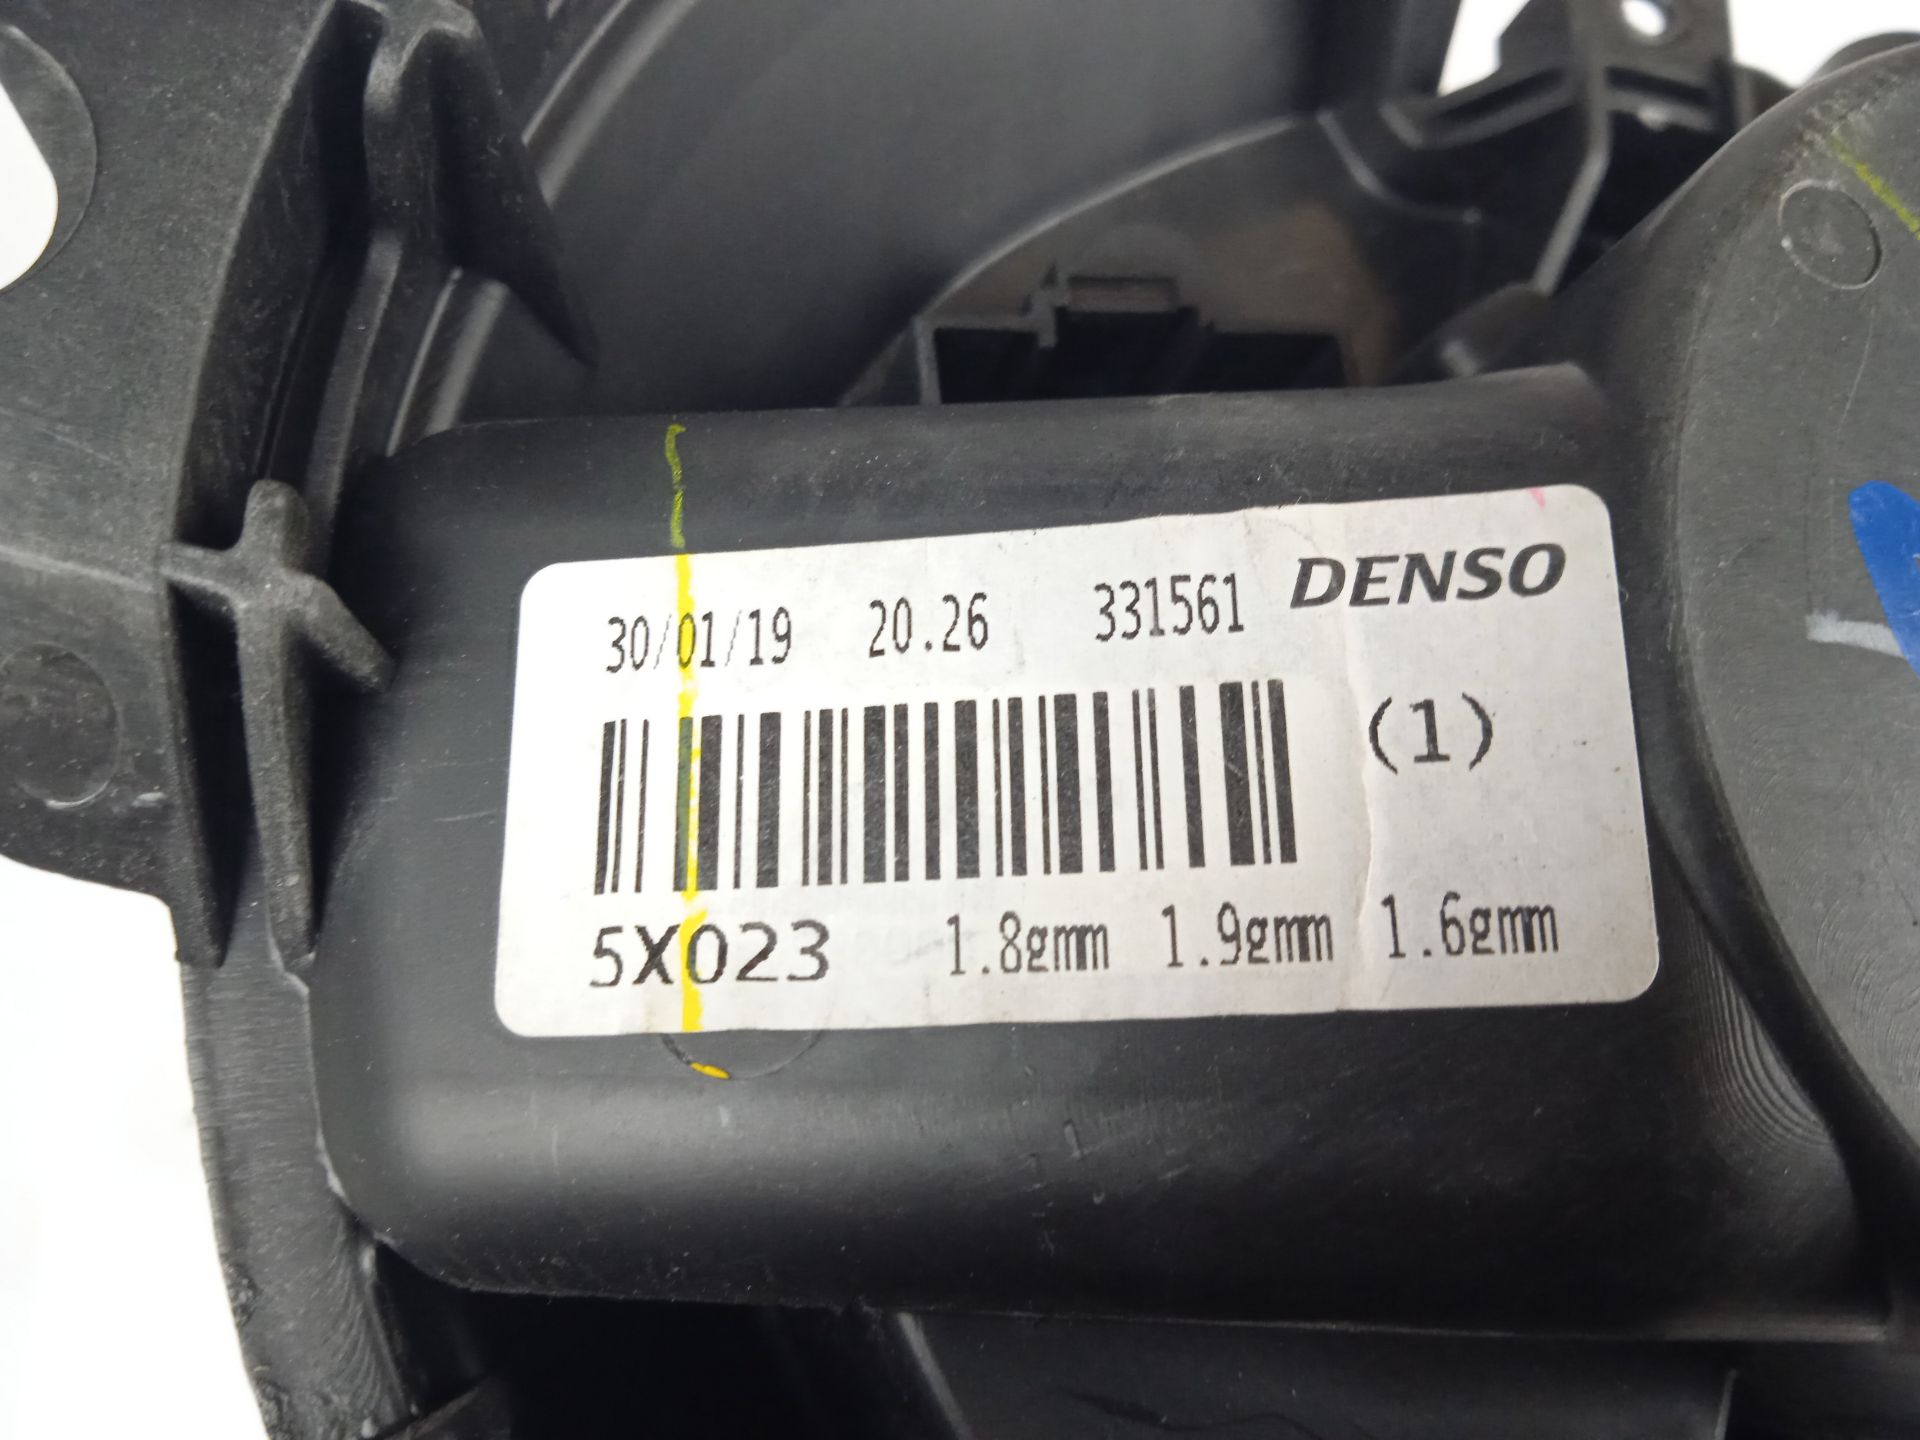 30/01/19 20.26 331561 DENSO
(1)
5X023 1.8gmm 1.9gmm 1.6gmm